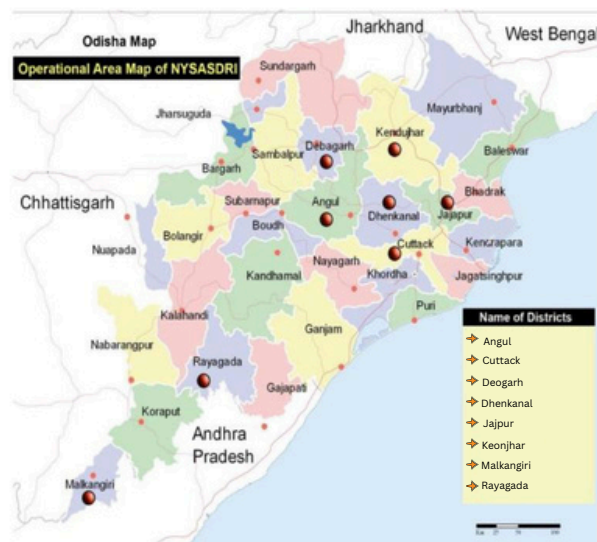 Jharkhand
West Bengal
Odisha Map
Operational Area Map of NYSASDRI
Sundargarh
Jharsuguda
Mayurbhanj
Kendujhar
Debagarh
Sambalpur
Baleswar
Bargarh
Bhadrak
Chhattisgarh
Subarnapur
Angul
Dhenkanal
Jajapur
Bolangir
Boudh
Cuttack
Kencrapara
Nuapada
Nayagarh
Kandhamal
Khordha
Jagatsinghpur
Puri
Kalahandi
Ganjam
Nabarangpur
Rayagada
Gajapati
Koraput
Andhra
Pradesh
Malkangiri
Name of Districts
Angul
Cuttack
Deogarh
Dhenkanal
Jajpur
Keonjhar
Malkangiri
Rayagada